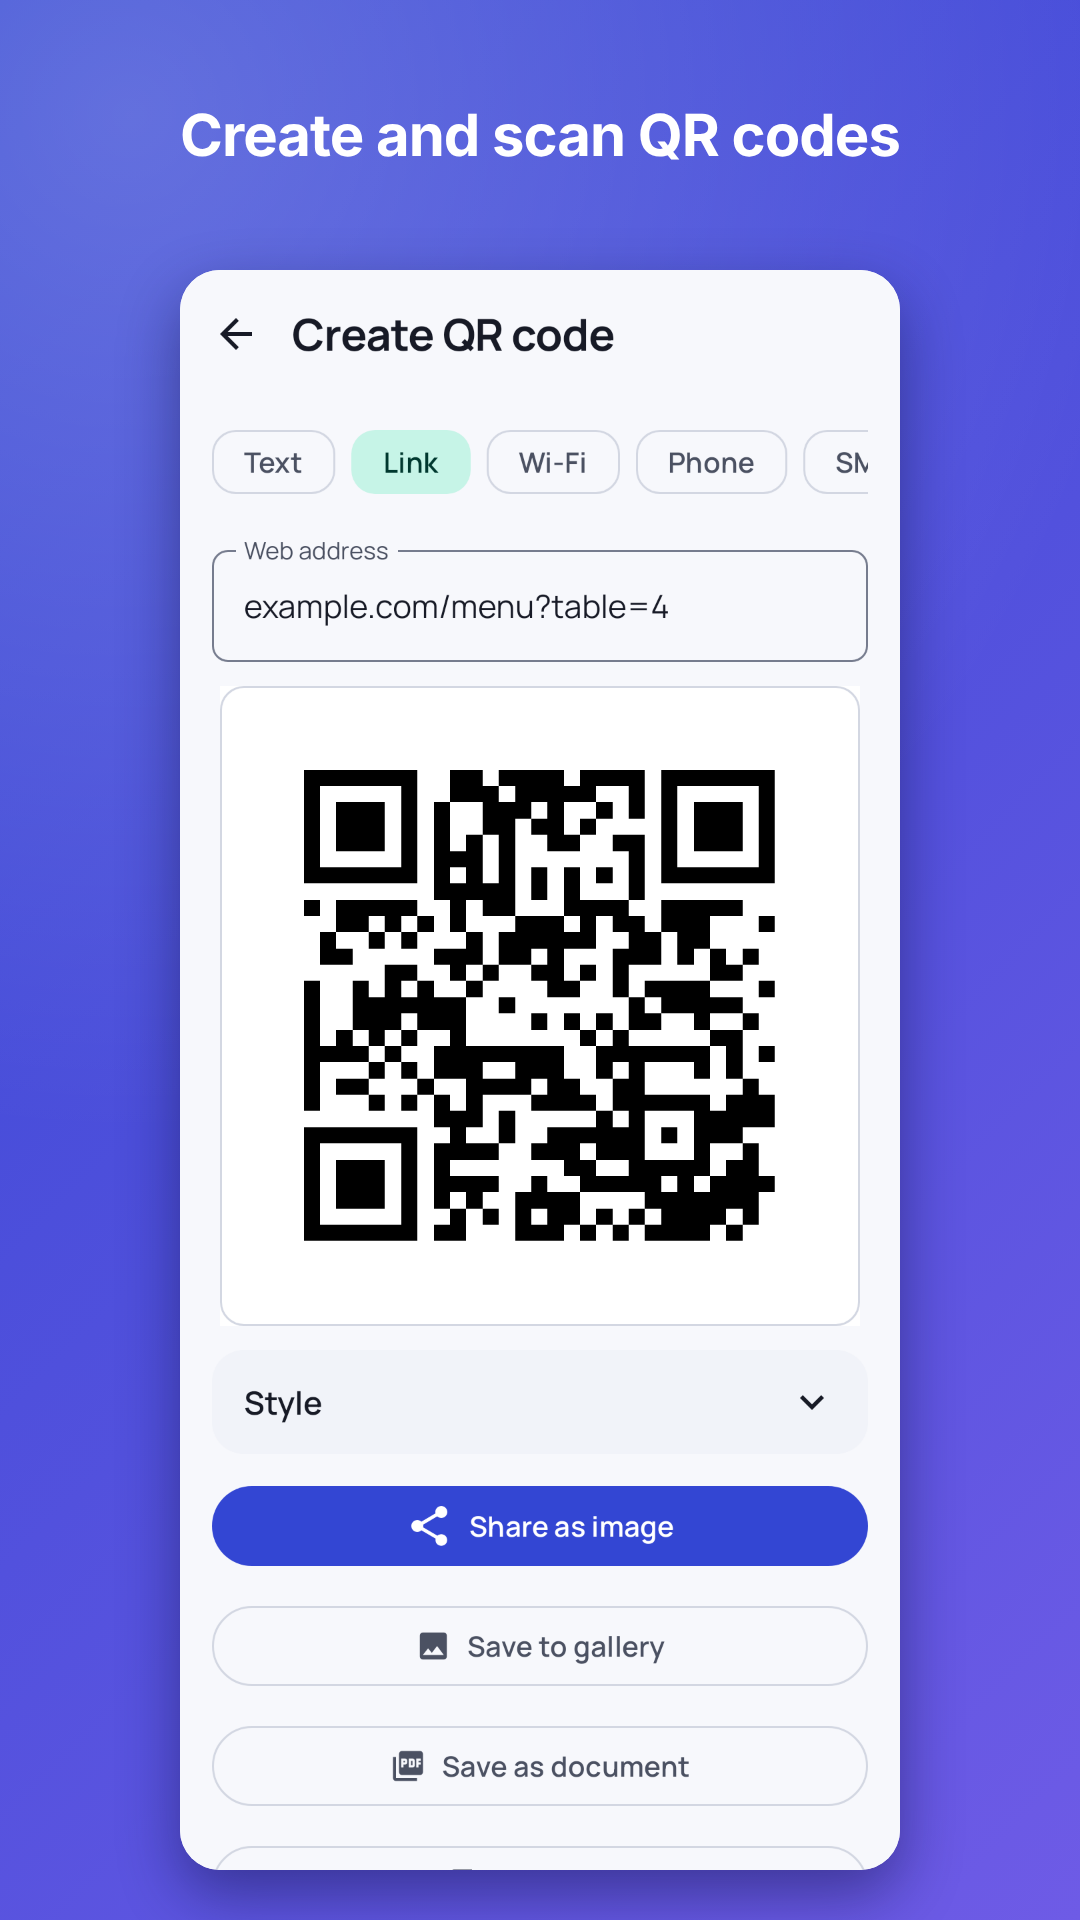 Create and scan QR codes
Create QR code
Text
Link
Wi-Fi
Phone
Web address
example.com/menu?table=4
Style
Share as image
Save to gallery
PDF
Save as document